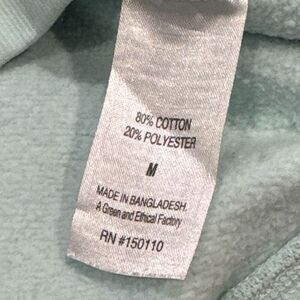 80% COTTON
20% POLYESTER
M
MADE IN BANGLADESH.
A Green and Ethical Factory
RN #150110